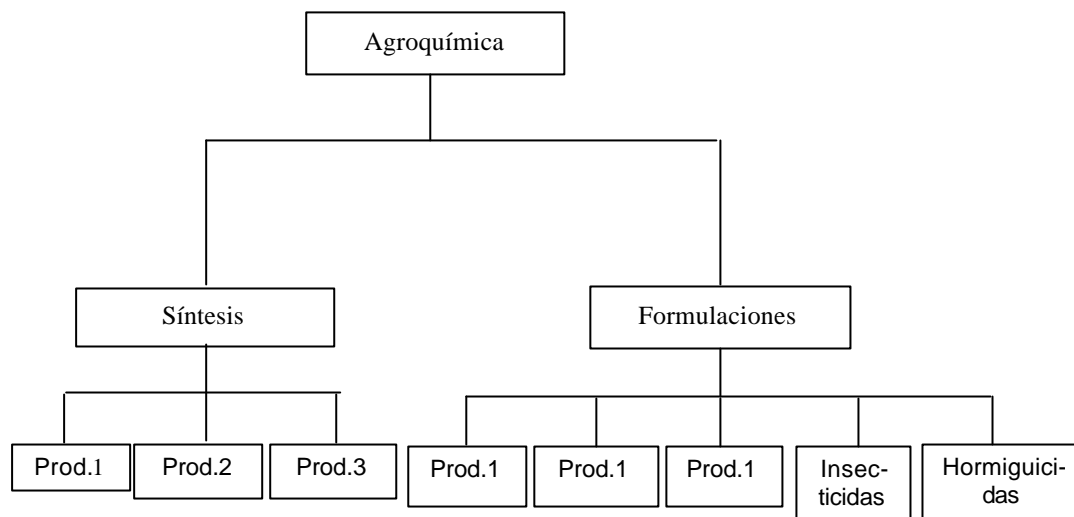 Agroquímica
Síntesis
Formulaciones
Prod.1
Prod.2
Prod.3
Prod.1
Prod.1
Prod.1
Insec-
ticidas
Hormiguici-
das